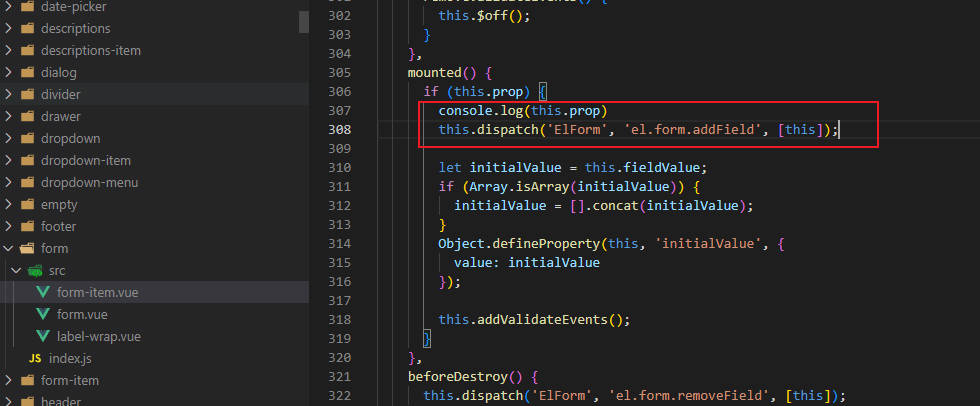 date-picker
descriptions
descriptions-item
dialog
divider
drawer
dropdown
dropdown-item
dropdown-menu
empty
footer
form
src
form-item.vue
form.vue
label-wrap.vue
JS index.js
form-item
header
302 this.$off();
303 }
304 },
305 mounted() {
306 if (this.prop) {
307 console.log(this.prop)
308 this.dispatch('ElForm', 'el.form.addField', [this]);
309
310 let initialValue = this.fieldValue;
311 if (Array.isArray(initialValue)) {
312 initialValue = [].concat(initialValue);
313 }
314 Object.defineProperty(this, 'initialValue', {
315 value: initialValue
316 });
317
318 this.addValidateEvents();
319 }
320 },
321 beforeDestroy() {
322 this.dispatch('ElForm', 'el.form.removeField', [this]);